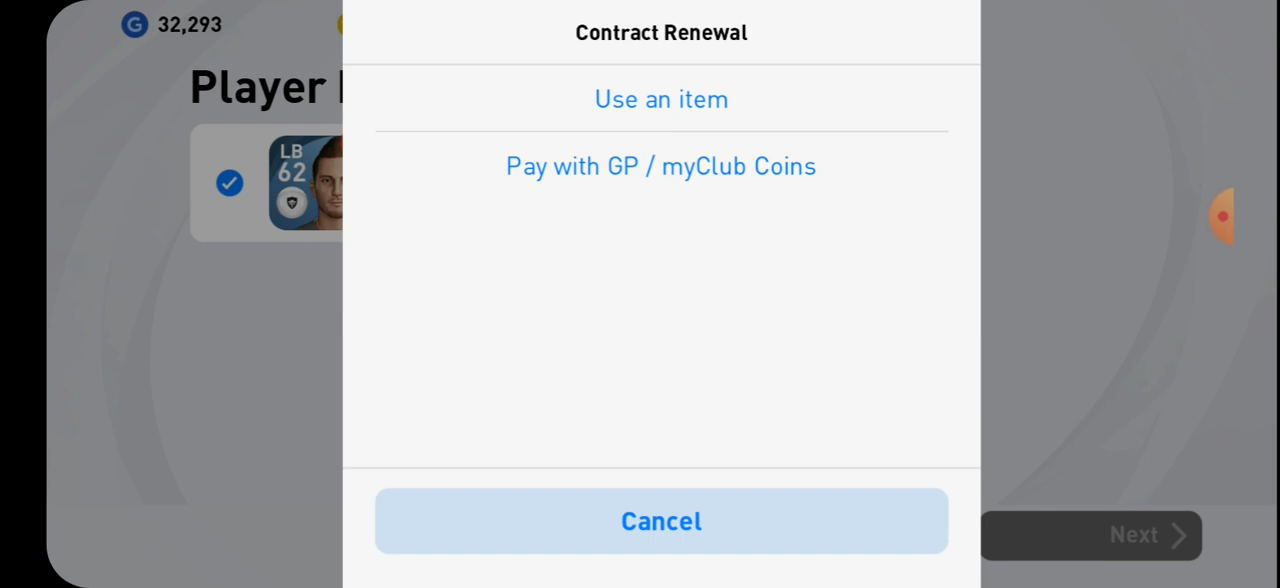 32,293
Contract Renewal
Player
Use an item
LB
62
Pay with GP / myClub Coins
Cancel
Next